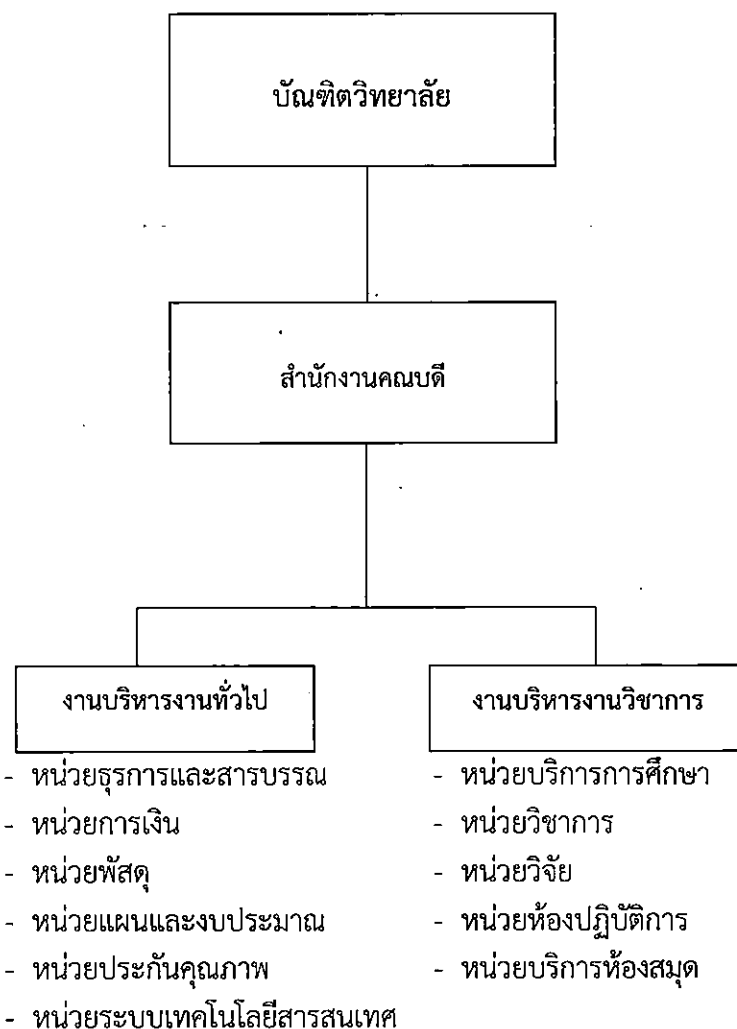 บัณฑิตวิทยาลัย
สำนักงานคณบดี
งานบริหารงานทั่วไป
- หน่วยธุรการและสารบรรณ
- หน่วยการเงิน
- หน่วยพัสดุ
- หน่วยแผนและงบประมาณ
- หน่วยประกันคุณภาพ
- หน่วยระบบเทคโนโลยีสารสนเทศ
งานบริหารงานวิชาการ
- หน่วยบริการการศึกษา
- หน่วยวิชาการ
- หน่วยวิจัย
- หน่วยห้องปฏิบัติการ
- หน่วยบริการห้องสมุด